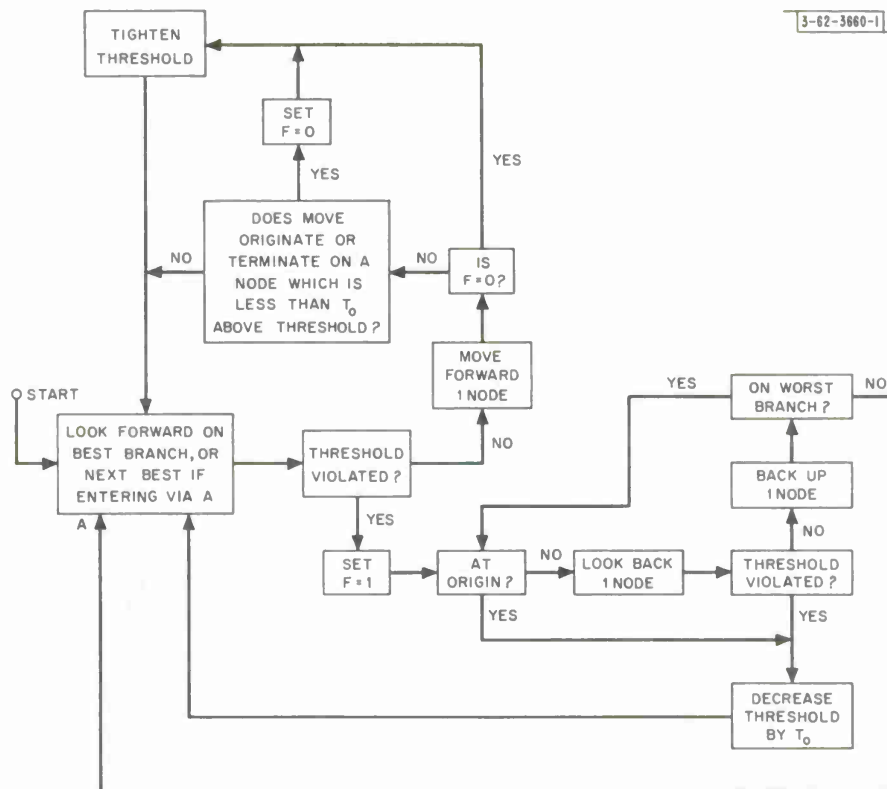 3-62-3660-1
TIGHTEN
THRESHOLD
SET
F=0
YES
YES
DOES MOVE
ORIGINATE OR
TERMINATE ON A
NODE WHICH IS
LESS THAN T₀
ABOVE THRESHOLD?
NO
NO
IS
F=0?
MOVE
FORWARD
1 NODE
START
LOOK FORWARD ON
BEST BRANCH, OR
NEXT BEST IF
ENTERING VIA A
A
THRESHOLD
VIOLATED?
NO
YES
SET
F=1
AT
ORIGIN?
NO
YES
LOOK BACK
1 NODE
THRESHOLD
VIOLATED?
NO
YES
BACK UP
1 NODE
YES
ON WORST
BRANCH?
NO
DECREASE
THRESHOLD
BY T₀